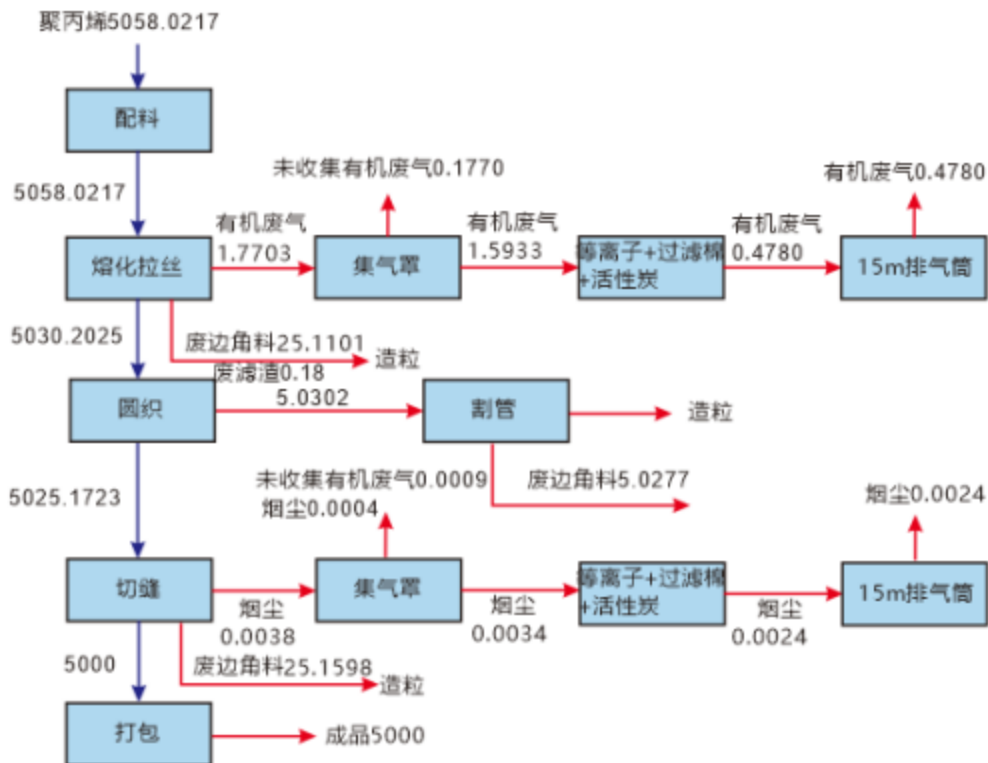 聚丙烯5058.0217
配料
5058.0217
未收集有机废气0.1770
有机废气0.4780
有机废气
1.7703
有机废气
1.5933
有机废气
0.4780
熔化拉丝
集气罩
等离子+过滤棉
+活性炭
15m排气筒
5030.2025
废边角料25.1101
造粒
废滤渣0.18
5.0302
圆织
割管
造粒
5025.1723
未收集有机废气0.0009
烟尘0.0004
废边角料5.0277
烟尘0.0024
切缝
集气罩
等离子+过滤棉
+活性炭
15m排气筒
烟尘
0.0038
烟尘
0.0034
烟尘
0.0024
5000
废边角料25.1598
造粒
打包
成品5000